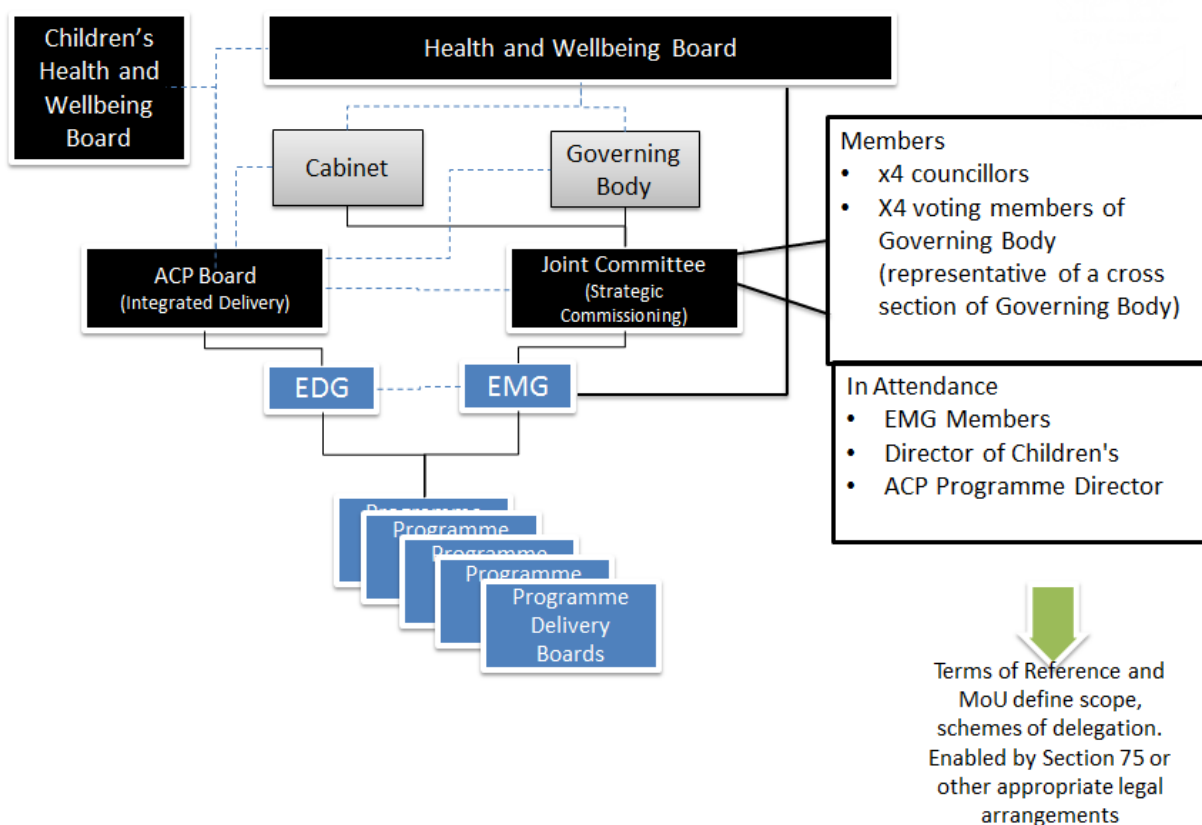 Children's
Health and
Wellbeing
Board
Health and Wellbeing Board
Cabinet
Governing
Body
Members
• x4 councillors
• X4 voting members of
Governing Body
(representative of a cross
section of Governing Body)
ACP Board
(Integrated Delivery)
Joint Committee
(Strategic
Commissioning)
EDG
EMG
In Attendance
• EMG Members
• Director of Children's
• ACP Programme Director
Programme
Programme
Programme
Programme
Programme
Delivery
Boards
Terms of Reference and
MoU define scope,
schemes of delegation.
Enabled by Section 75 or
other appropriate legal
arrangements